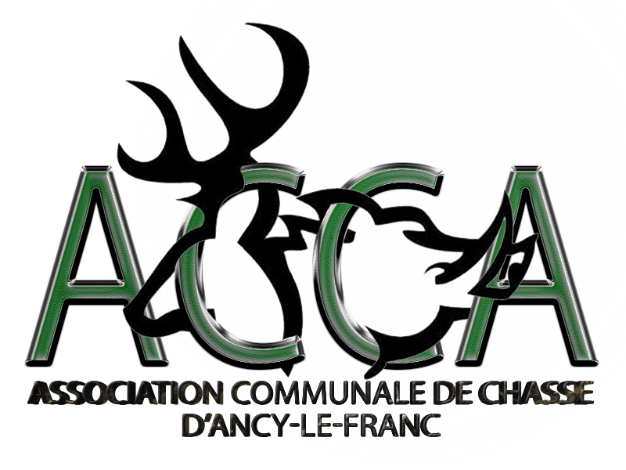 ACCA
ASSOCIATION COMMUNALE DE CHASSE
D'ANCY-LE-FRANC